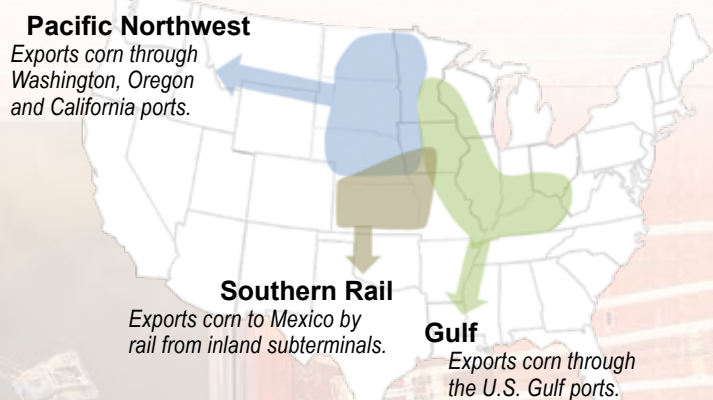 Pacific Northwest
Exports corn through
Washington, Oregon
and California ports.
Southern Rail
Exports corn to Mexico by
rail from inland subterminals.
Gulf
Exports corn through
the U.S. Gulf ports.